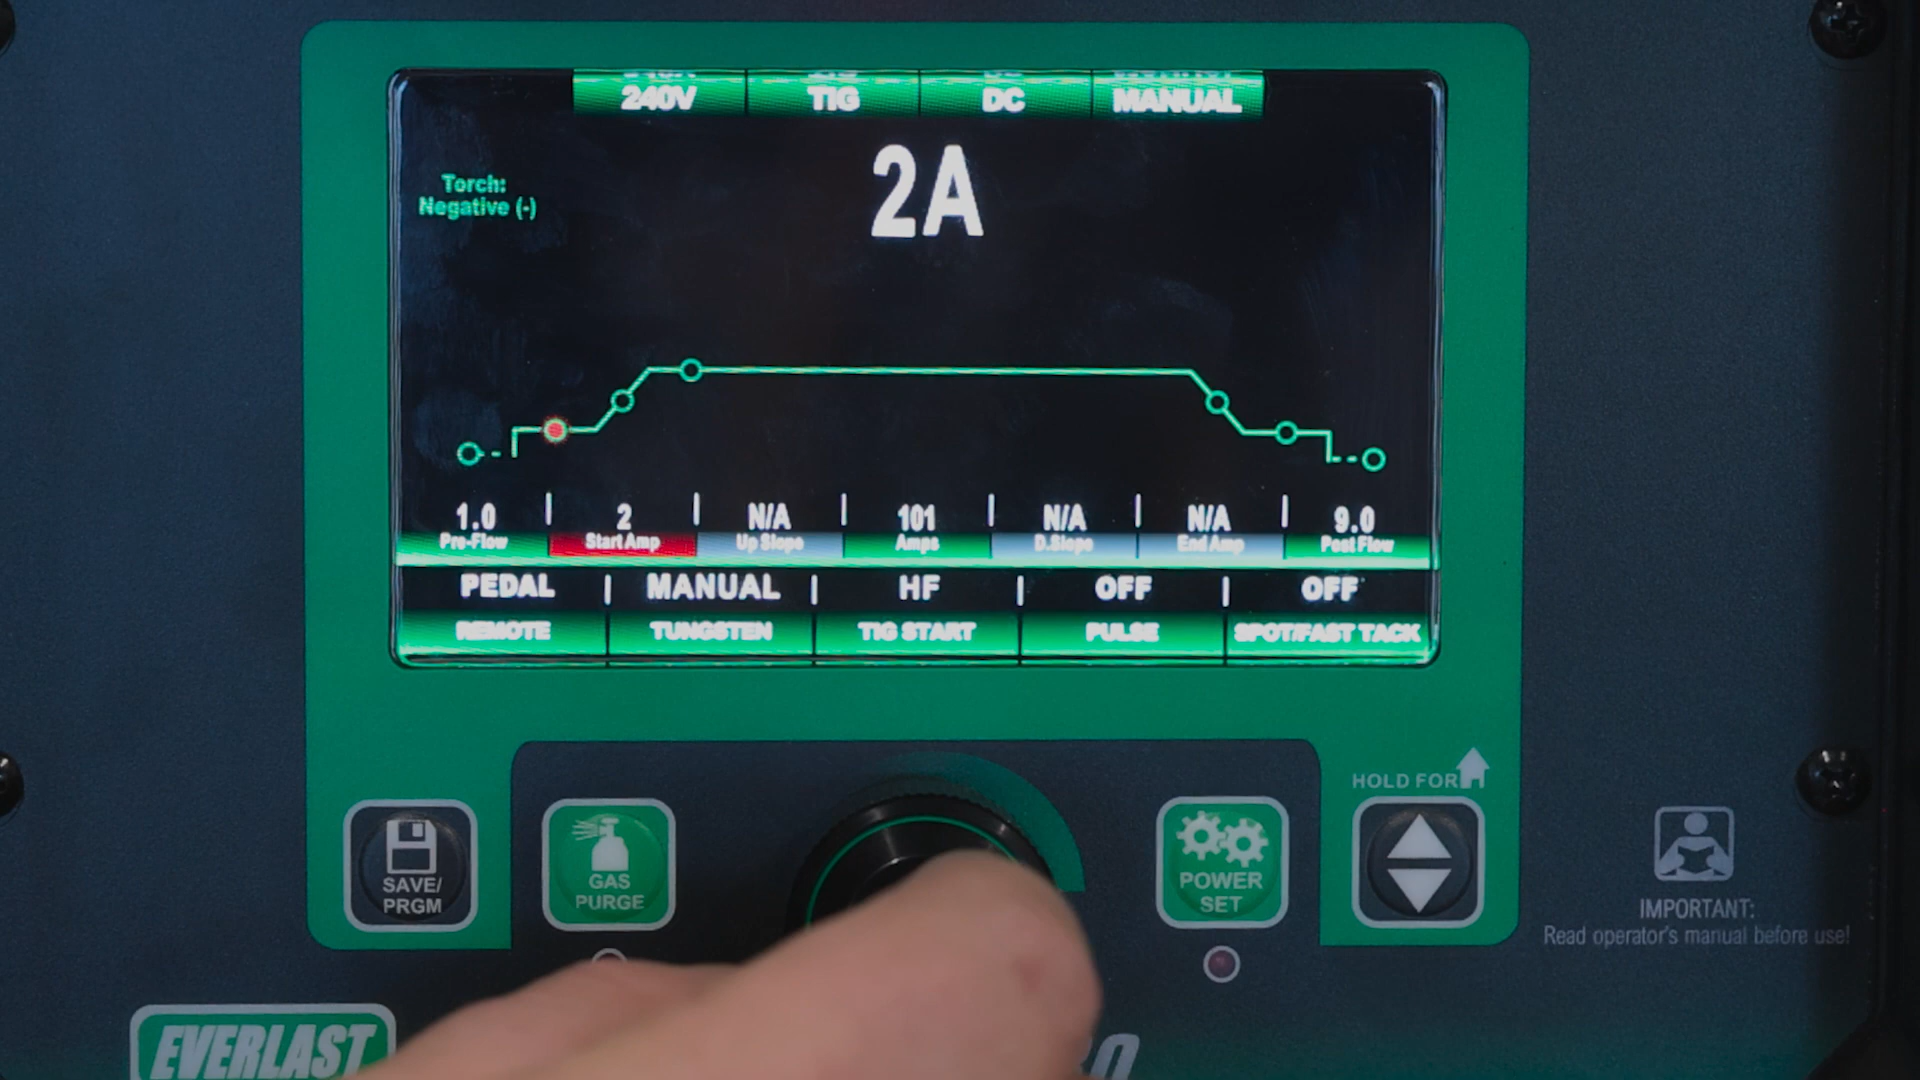 240V TIG DC MANUAL
2A
Torch:
Negative (-)
1.0 2 N/A 101 N/A N/A 9.0
Pre-Flow Start Amp Up Slope Amps D.Slope End Amp Post Flow
PEDAL MANUAL HF OFF OFF
REMOTE TUNGSTEN TIG START PULSE SPOT/FAST TACK
HOLD FOR
SAVE/
PRGM
GAS
PURGE
POWER
SET
IMPORTANT:
Read operator's manual before use!
EVERLAST